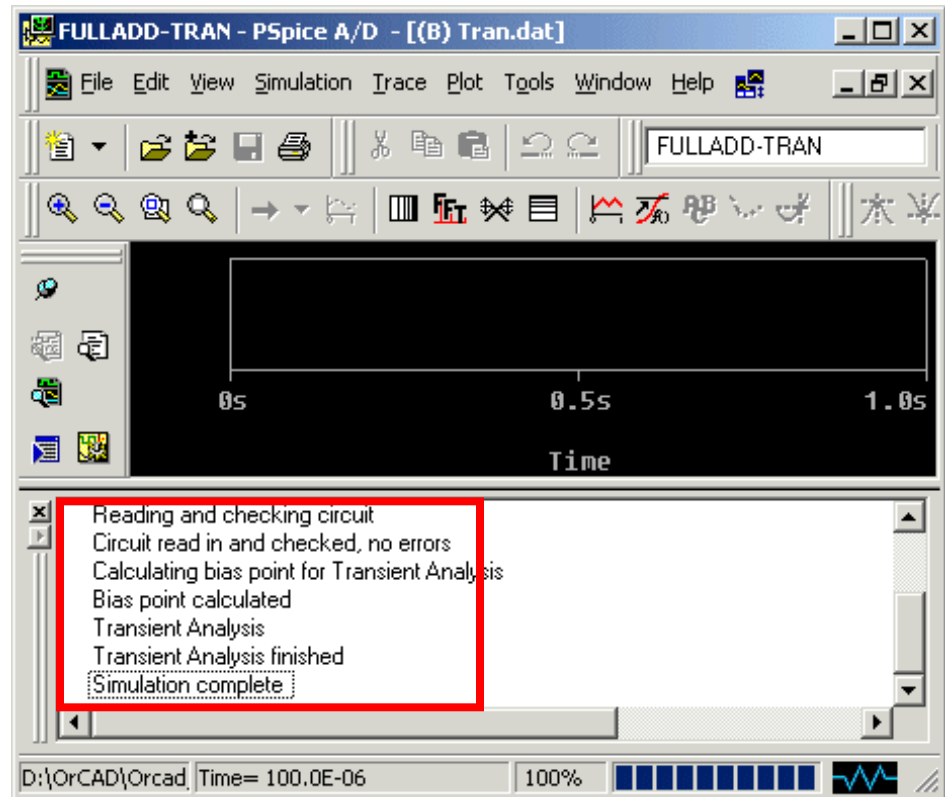 FULLADD-TRAN - PSpice A/D - [(B) Tran.dat]
File Edit View Simulation Trace Plot Tools Window Help
FULLADD-TRAN
FFT
0s 0.5s 1.0s
Time
Reading and checking circuit
Circuit read in and checked, no errors
Calculating bias point for Transient Analysis
Bias point calculated
Transient Analysis
Transient Analysis finished
Simulation complete
D:\OrCAD\Orcad Time= 100.0E-06 100%